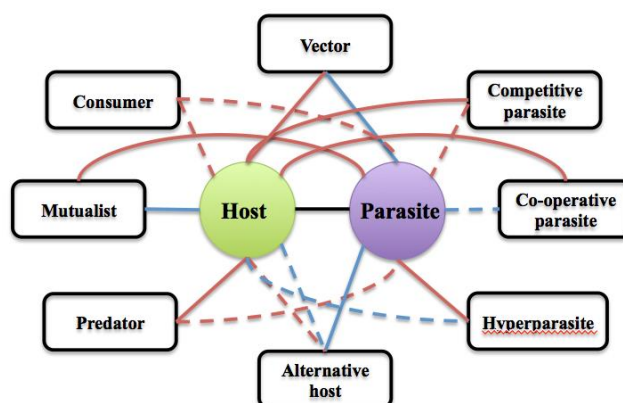 Vector
Consumer
Competitive
parasite
Mutualist
Host
Parasite
Co-operative
parasite
Predator
Hyperparasite
Alternative
host